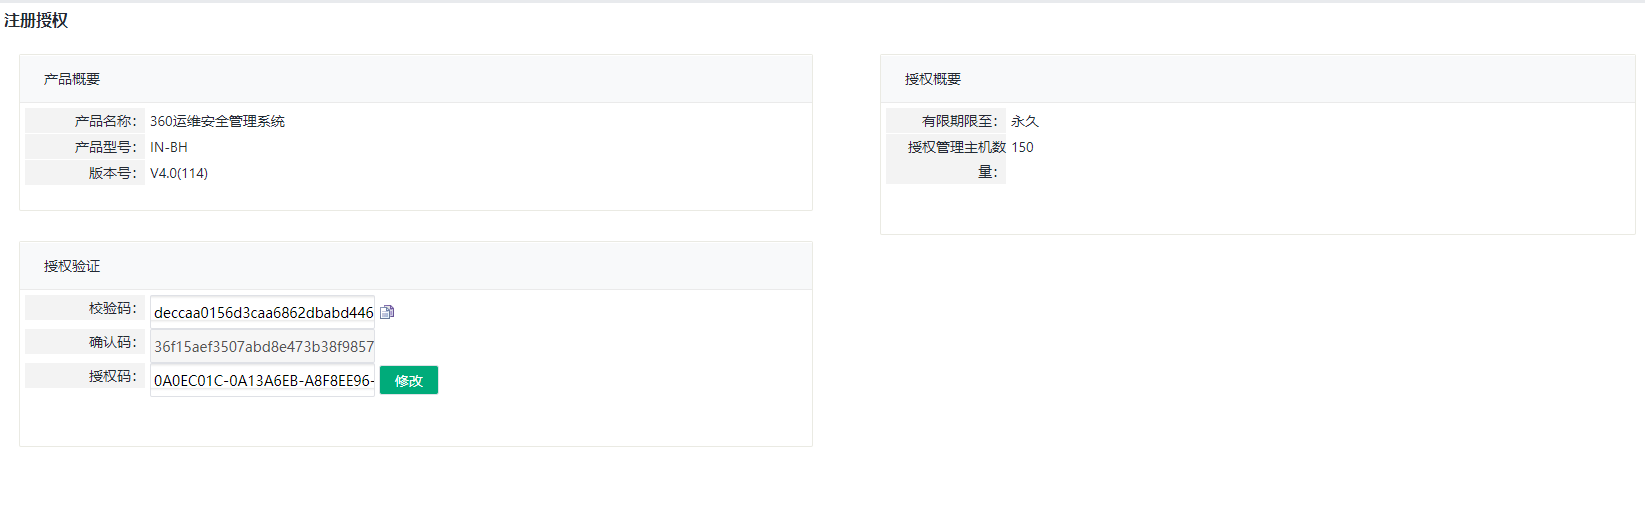 注册授权
产品概要
产品名称： 360运维安全管理系统
产品型号： IN-BH
版本号： V4.0(114)
授权概要
有限期限至： 永久
授权管理主机数 150
量：
授权验证
校验码： deccaa0156d3caa6862dbabd446
确认码： 36f15aef3507abd8e473b38f9857
授权码： 0A0EC01C-0A13A6EB-A8F8EE96- 修改